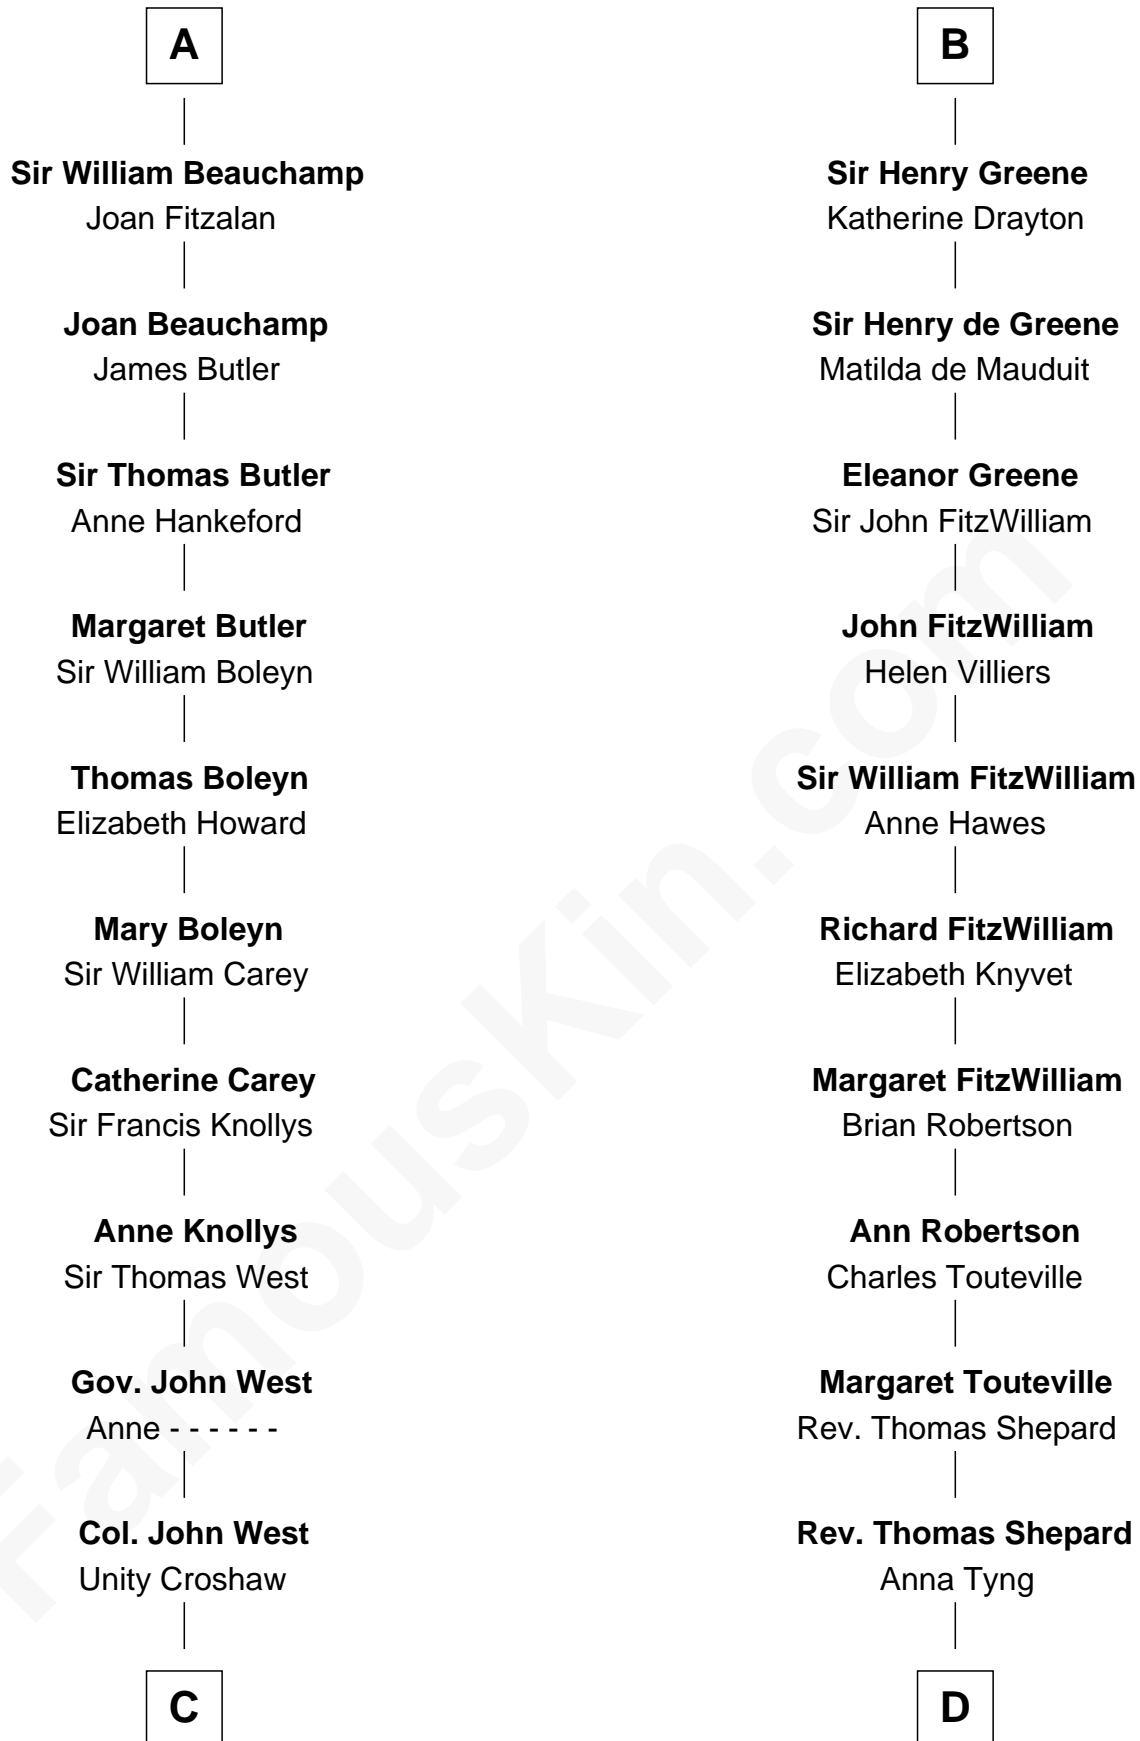 A
Sir William Beauchamp
Joan Fitzalan
Joan Beauchamp
James Butler
Sir Thomas Butler
Anne Hankeford
Margaret Butler
Sir William Boleyn
Thomas Boleyn
Elizabeth Howard
Mary Boleyn
Sir William Carey
Catherine Carey
Sir Francis Knollys
Anne Knollys
Sir Thomas West
Gov. John West
Anne - - - - - -
Col. John West
Unity Croshaw
C
B
Sir Henry Greene
Katherine Drayton
Sir Henry de Greene
Matilda de Mauduit
Eleanor Greene
Sir John FitzWilliam
John FitzWilliam
Helen Villiers
Sir William FitzWilliam
Anne Hawes
Richard FitzWilliam
Elizabeth Knyvet
Margaret FitzWilliam
Brian Robertson
Ann Robertson
Charles Touteville
Margaret Touteville
Rev. Thomas Shepard
Rev. Thomas Shepard
Anna Tyng
D
FamousKin.com